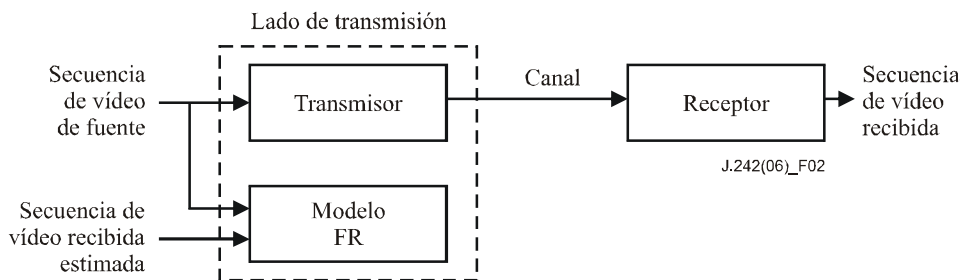 Lado de transmisión
Secuencia
de vídeo
de fuente
Transmisor
Canal
Receptor
Secuencia
de vídeo
recibida
J.242(06)_F02
Secuencia de
vídeo recibida
estimada
Modelo
FR